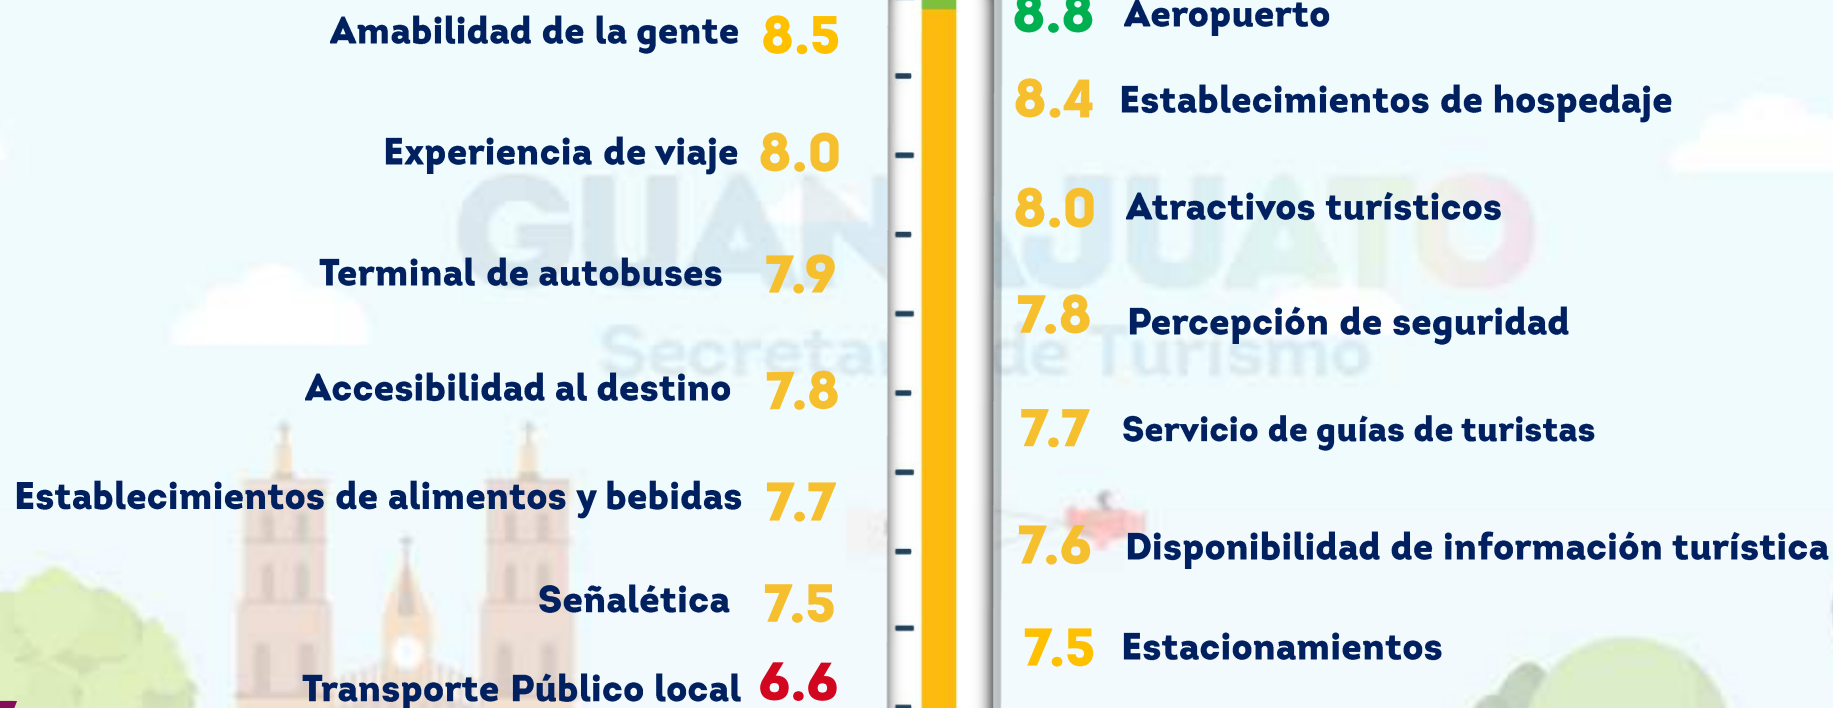 Amabilidad de la gente 8.5
8.8 Aeropuerto
8.4 Establecimientos de hospedaje
Experiencia de viaje 8.0
8.0 Atractivos turísticos
Terminal de autobuses 7.9
7.8 Percepción de seguridad
Accesibilidad al destino 7.8
7.7 Servicio de guías de turistas
Establecimientos de alimentos y bebidas 7.7
7.6 Disponibilidad de información turística
Señalética 7.5
7.5 Estacionamientos
Transporte Público local 6.6
GUANAJUATO
de Turismo